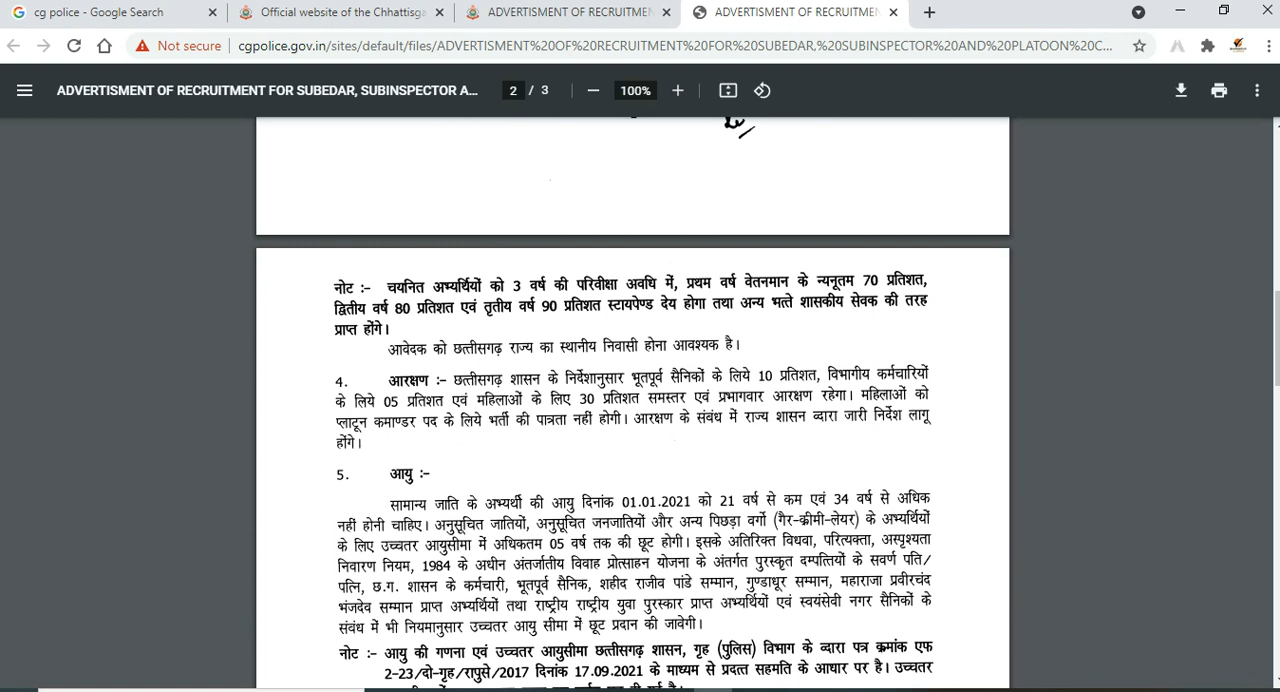 cg police - Google Search
Official website of the Chhattisga
ADVERTISMENT OF RECRUITMEN
ADVERTISMENT OF RECRUITMEN
Not secure
cgpolice.gov.in/sites/default/files/ADVERTISMENT%20OF%20RECRUITMENT%20FOR%20SUBEDAR,%20SUBINSPECTOR%20AND%20PLATOON%20C...
ADVERTISMENT OF RECRUITMENT FOR SUBEDAR, SUBINSPECTOR A...
2 / 3
100%
नोट :- चयनित अभ्यर्थियों को 3 वर्ष की परिवीक्षा अवधि में, प्रथम वर्ष वेतनमान के न्यनूतम 70 प्रतिशत,
द्वितीय वर्ष 80 प्रतिशत एवं तृतीय वर्ष 90 प्रतिशत स्टायपेण्ड देय होगा तथा अन्य भत्ते शासकीय सेवक की तरह
प्राप्त होंगे।
आवेदक को छत्तीसगढ़ राज्य का स्थानीय निवासी होना आवश्यक है।
4. आरक्षण :- छत्तीसगढ़ शासन के निर्देशानुसार भूतपूर्व सैनिकों के लिये 10 प्रतिशत, विभागीय कर्मचारियों
के लिये 05 प्रतिशत एवं महिलाओं के लिए 30 प्रतिशत समस्तर एवं प्रभागवार आरक्षण रहेगा। महिलाओं को
प्लाटून कमाण्डर पद के लिये भर्ती की पात्रता नहीं होगी। आरक्षण के संबंध में राज्य शासन व्दारा जारी निर्देश लागू
होंगे।
5. आयु :-
सामान्य जाति के अभ्यर्थी की आयु दिनांक 01.01.2021 को 21 वर्ष से कम एवं 34 वर्ष से अधिक
नहीं होनी चाहिए। अनुसूचित जातियों, अनुसूचित जनजातियों और अन्य पिछड़ा वर्गो (गैर-क्रीमी-लेयर) के अभ्यर्थियों
के लिए उच्चतर आयुसीमा में अधिकतम 05 वर्ष तक की छूट होगी। इसके अतिरिक्त विधवा, परित्यक्ता, अस्पृश्यता
निवारण नियम, 1984 के अधीन अंतर्जातीय विवाह प्रोत्साहन योजना के अंतर्गत पुरस्कृत दम्पत्तियों के सवर्ण पति/
पत्नि, छ.ग. शासन के कर्मचारी, भूतपूर्व सैनिक, शहीद राजीव पांडे सम्मान, गुण्डाधूर सम्मान, महाराजा प्रवीरचंद
भंजदेव सम्मान प्राप्त अभ्यर्थियों तथा राष्ट्रीय राष्ट्रीय युवा पुरस्कार प्राप्त अभ्यर्थियों एवं स्वयंसेवी नगर सैनिकों के
संबंध में भी नियमानुसार उच्चतर आयु सीमा में छूट प्रदान की जावेगी।
नोट :- आयु की गणना एवं उच्चतर आयुसीमा छत्तीसगढ़ शासन, गृह (पुलिस) विभाग के व्दारा पत्र क्रमांक एफ
2-23/दो-गृह/रापुसे/2017 दिनांक 17.09.2021 के माध्यम से प्रदत्त सहमति के आधार पर है। उच्चतर